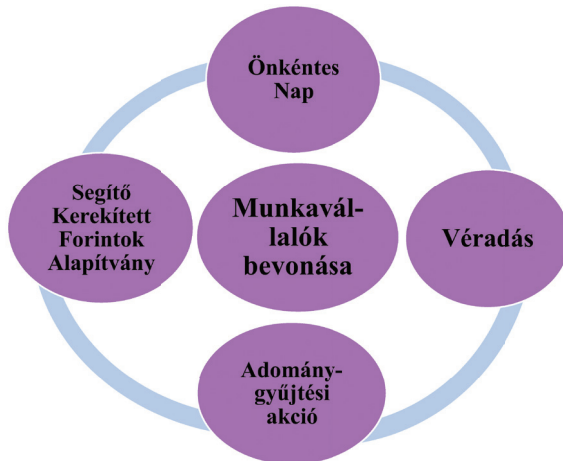 Önkéntes
Nap
Segítő
Kerekített
Forintok
Alapítvány
Munkavál-
lalók
bevonása
Véradás
Adomány-
gyűjtési
akció